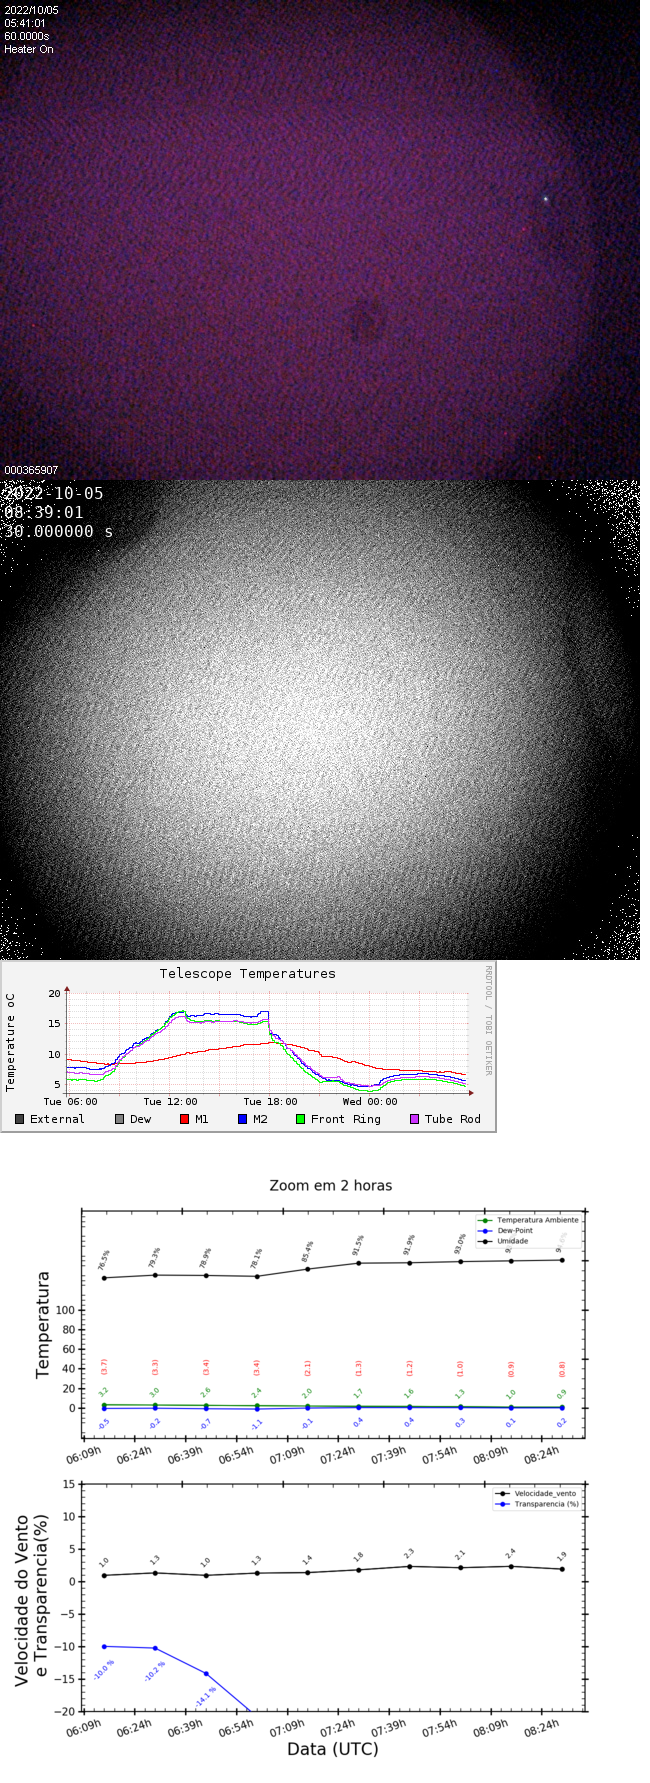 2022/10/05
05:41:01
60.0000s
Heater On
000365907
2022-10-05
08:39:01
30.000000 s
Telescope Temperatures
RRDTOOL / TOBI OETIKER
Temperature oC
20
15
10
5
Tue 06:00 Tue 12:00 Tue 18:00 Wed 00:00
External Dew M1 M2 Front Ring Tube Rod
Zoom em 2 horas
Temperatura Ambiente
Dew-Point
Umidade
76.5% 79.3% 78.9% 78.1% 85.4% 91.5% 91.9% 93.0%
Temperatura
100
80
60
40
20
0
(3.7) (3.3) (3.4) (3.4) (2.1) (1.3) (1.2) (1.0) (0.9) (0.8)
3.2 3.0 2.6 2.4 2.0 1.7 1.6 1.3 1.0 0.9
-0.5 -0.2 -0.7 -1.1 -0.1 0.4 0.4 0.3 0.1 0.2
06:09h 06:24h 06:39h 06:54h 07:09h 07:24h 07:39h 07:54h 08:09h 08:24h
Velocidade_vento
Transparencia (%)
Velocidade do Vento
e Transparencia(%)
15
10
5
0
−5
−10
−15
−20
1.0 1.3 1.0 1.3 1.4 1.8 2.3 2.1 2.4 1.9
-10.0 % -10.2 % -14.1 %
06:09h 06:24h 06:39h 06:54h 07:09h 07:24h 07:39h 07:54h 08:09h 08:24h
Data (UTC)